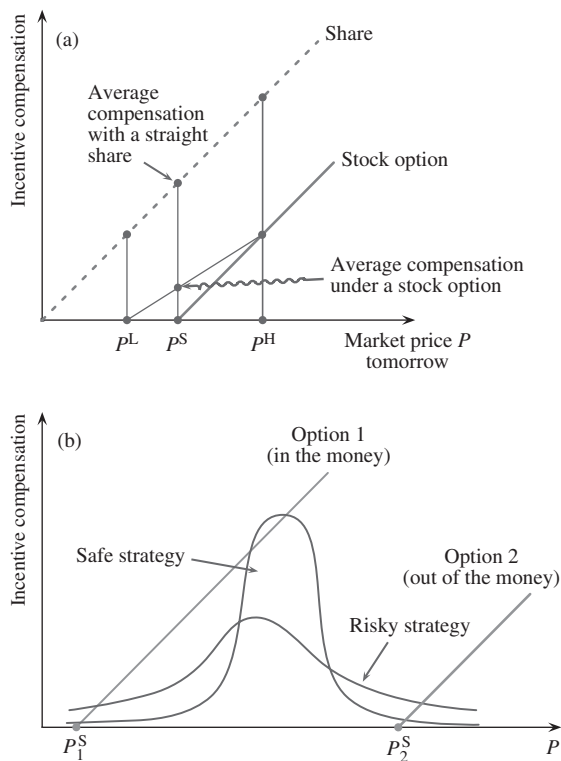 (a)
Share
Incentive compensation
Average
compensation
with a straight
share
Stock option
Average compensation
under a stock option
P^L
P^S
P^H
Market price P
tomorrow
(b)
Option 1
(in the money)
Incentive compensation
Safe strategy
Option 2
(out of the money)
Risky strategy
P_1^S
P_2^S
P